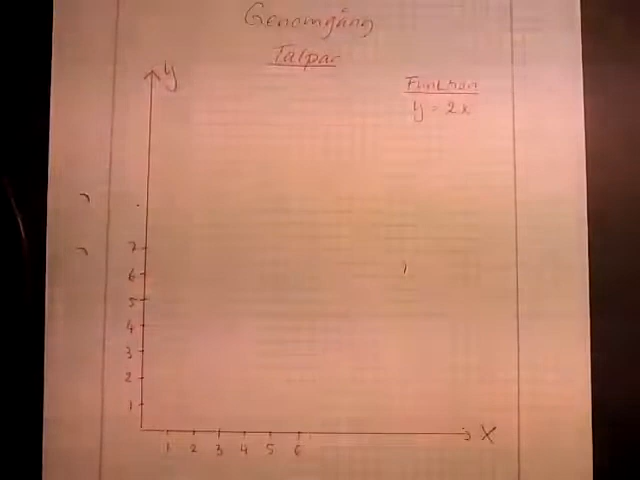 Genomgång
Talpar
y
Funktion
y = 2x
7
6
5
4
3
2
1
1 2 3 4 5 6
X